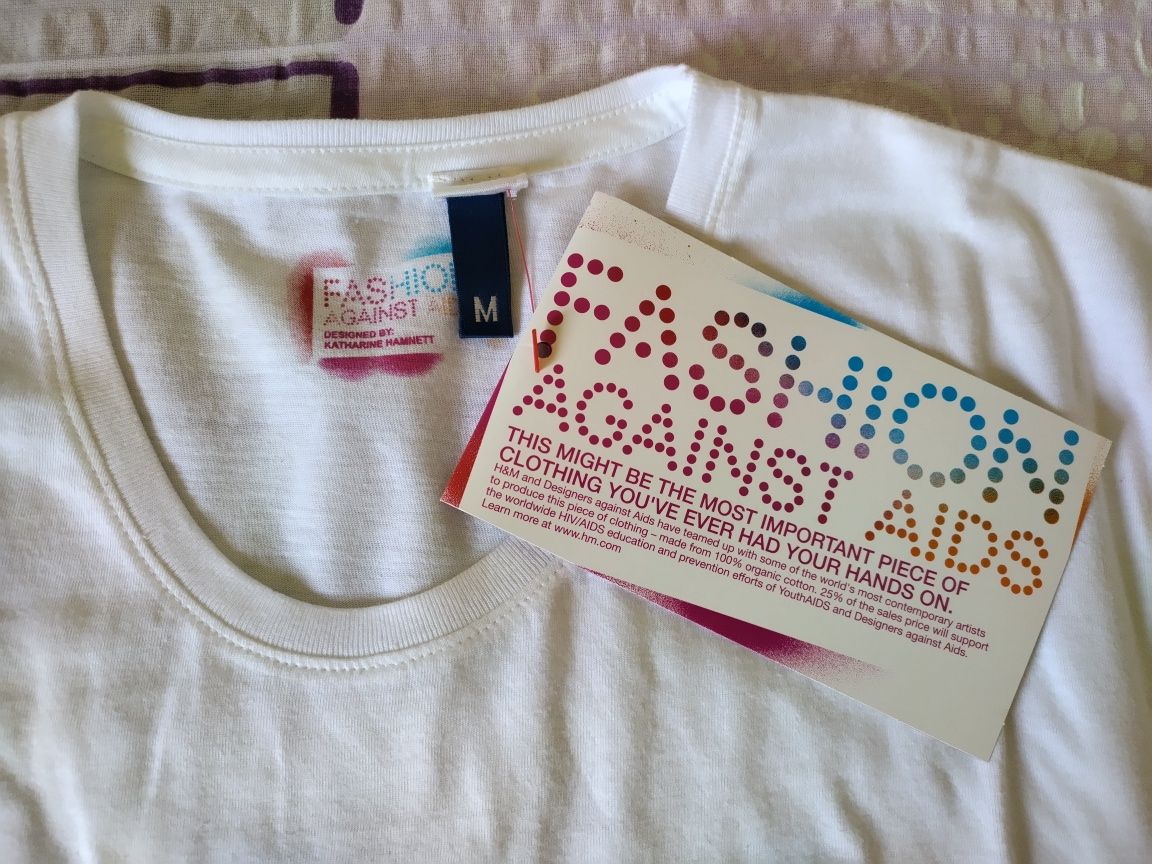 FASHION
AGAINST
DESIGNED BY:
KATHARINE HAMNETT
M
FASHION
AGAINST AIDS
THIS MIGHT BE THE MOST IMPORTANT PIECE OF
CLOTHING YOU'VE EVER HAD YOUR HANDS ON.
H&M and Designers against Aids have teamed up with some of the world's most contemporary artists
to produce this piece of clothing – made from 100% organic cotton. 25% of the sales price will support
the worldwide HIV/AIDS education and prevention efforts of YouthAIDS and Designers against Aids.
Learn more at www.hm.com